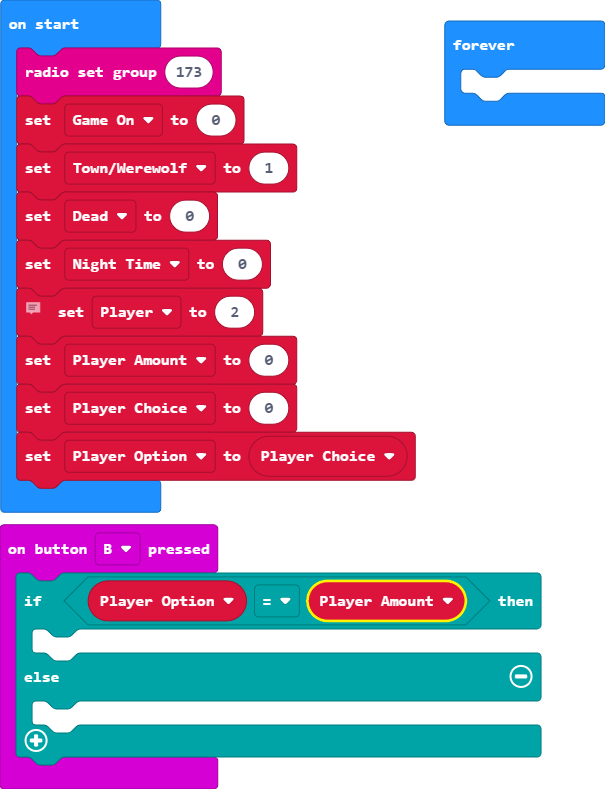 on start
radio set group 173
set Game On to 0
set Town/Werewolf to 1
set Dead to 0
set Night Time to 0
set Player to 2
set Player Amount to 0
set Player Choice to 0
set Player Option to Player Choice
forever
on button B pressed
if Player Option = Player Amount then
else